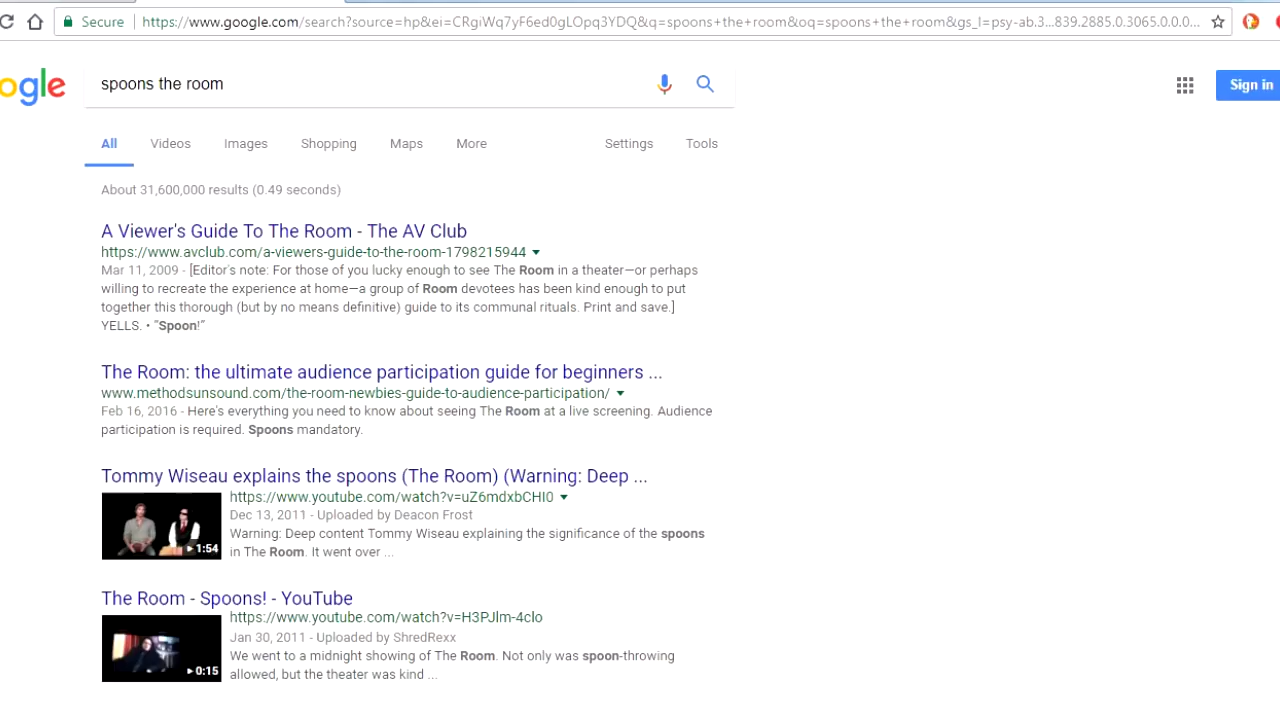 Secure https://www.google.com/search?source=hp&ei=CRgiWq7yF6ed0gLOpq3YDQ&q=spoons+the+room&oq=spoons+the+room&gs_l=psy-ab.3...839.2885.0.3065.0.0.0...
ogle spoons the room Sign in
All Videos Images Shopping Maps More Settings Tools
About 31,600,000 results (0.49 seconds)
A Viewer's Guide To The Room - The AV Club
https://www.avclub.com/a-viewers-guide-to-the-room-1798215944
Mar 11, 2009 - [Editor's note: For those of you lucky enough to see The Room in a theater—or perhaps
willing to recreate the experience at home—a group of Room devotees has been kind enough to put
together this thorough (but by no means definitive) guide to its communal rituals. Print and save.]
YELLS. • "Spoon!"
The Room: the ultimate audience participation guide for beginners ...
www.methodsunsound.com/the-room-newbies-guide-to-audience-participation/
Feb 16, 2016 - Here's everything you need to know about seeing The Room at a live screening. Audience
participation is required. Spoons mandatory.
Tommy Wiseau explains the spoons (The Room) (Warning: Deep ...
https://www.youtube.com/watch?v=uZ6mdxbCHI0
Dec 13, 2011 - Uploaded by Deacon Frost
Warning: Deep content Tommy Wiseau explaining the significance of the spoons
1:54
in The Room. It went over ...
The Room - Spoons! - YouTube
https://www.youtube.com/watch?v=H3PJlm-4clo
Jan 30, 2011 - Uploaded by ShredRexx
We went to a midnight showing of The Room. Not only was spoon-throwing
0:15
allowed, but the theater was kind ...